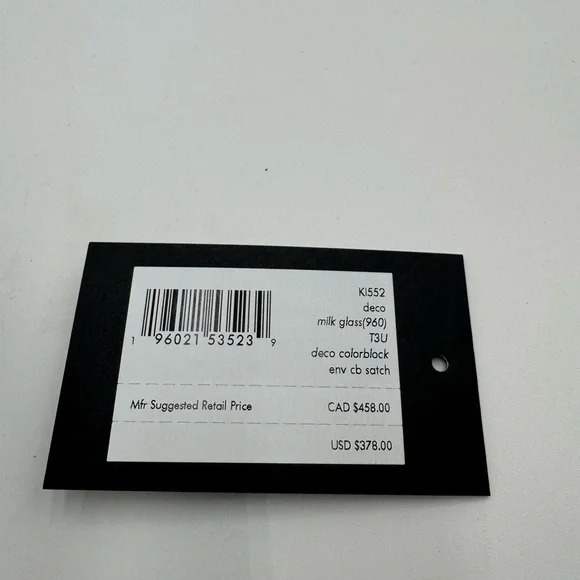 KI552
deco
milk glass(960)
T3U
deco colorblock
env cb satch
1 96021 53523 9
Mfr Suggested Retail Price CAD $458.00
USD $378.00